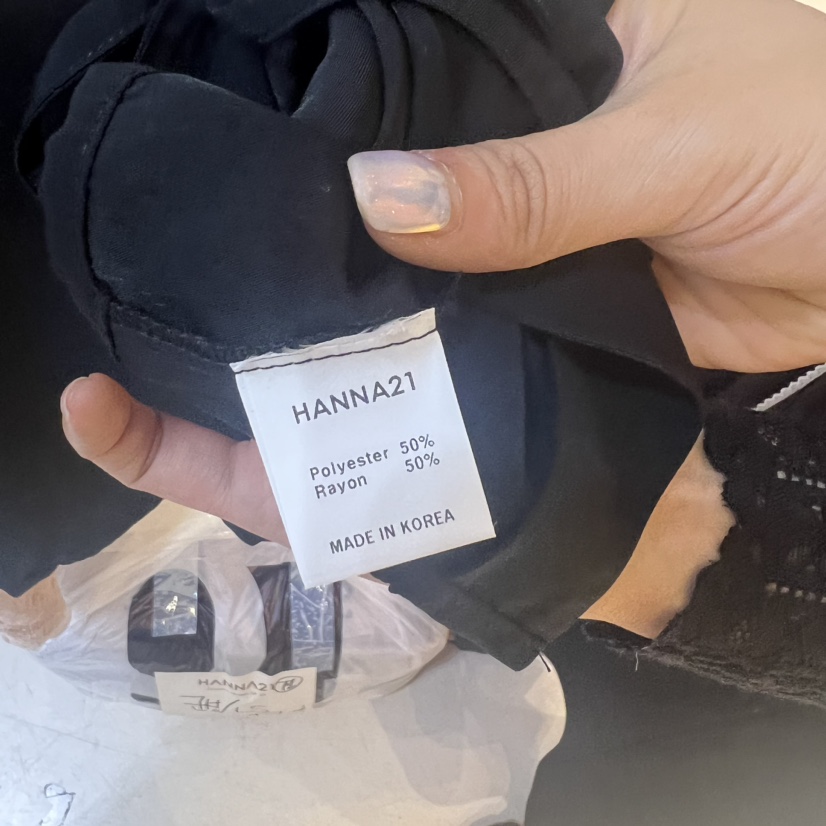 HANNA21
Polyester 50%
Rayon 50%
MADE IN KOREA
HANNA21